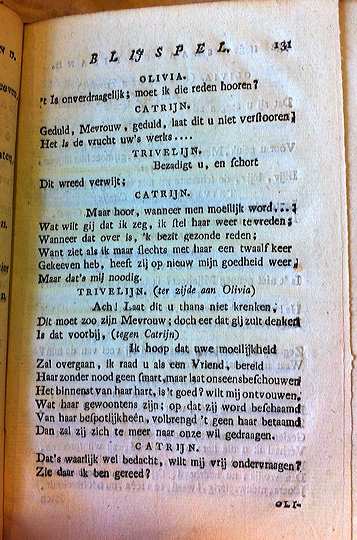 BLIJSPEL. 131
OLIVIA.
't Is onverdraagelijk; moet ik die reden hooren?
CATRIJN.
Geduld, Mevrouw, geduld, laat dit u niet verstooren,
Het is de vrucht uw's werks....
TRIVELIJN.
Bezadigt u, en schort
Dit wreed verwijt;
CATRIJN.
Maar hoor, wanneer men moeslijk word...;
Wat wilt gij dat ik zeg, ik stel haar weer te vreden;
Wanneer dat over is, 'k bezit gezonde reden;
Want ziet als ik maar slechts met haar een twaalf keer
Gekeeven heb, heeft zij op nieuw mijn goedheid weer,
Maar dat's mij noodig.
TRIVELIJN. (ter zijde aan Olivia)
Ach! Laat dit u thans niet krenken,
Dit moet zoo zijn Mevrouw; doch eer dat gij zult denken
Is dat voorbij, (tegen Catrijn)
Ik hoop dat uwe moeilijkheid
Zal overgaan, ik raad u als een Vriend, bereid
Haar zonder nood geen smart, maar laat ons eens beschouwen
Het binnenst van haar hart, is 't goed? wilt mij ontvouwen,
Wat haar gewoontens zijn; op dat zij word beschaamd
Van haar bespotlijkheên, volbrengd 't geen haar betaamd
Dan zal zij zich te meer naar onze wil gedraagen.
CATRIJN.
Dat's waarlijk wel bedacht, wilt mij vrij ondervraagen?
Zie daar ik ben gereed?
OLI-